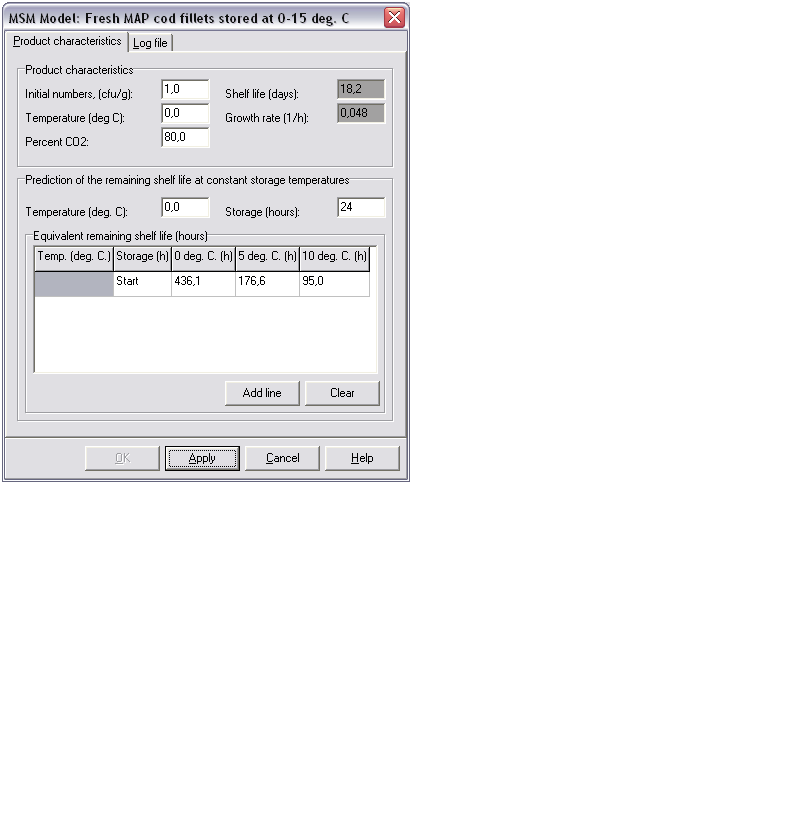 MSM Model: Fresh MAP cod fillets stored at 0-15 deg. C
Product characteristics Log file
Product characteristics
Initial numbers, (cfu/g): 1,0 Shelf life (days): 18,2
Temperature (deg C): 0,0 Growth rate (1/h): 0,048
Percent CO2: 80,0
Prediction of the remaining shelf life at constant storage temperatures
Temperature (deg. C): 0,0 Storage (hours): 24
Equivalent remaining shelf life (hours)
Temp. (deg. C.) Storage (h) 0 deg. C. (h) 5 deg. C. (h) 10 deg. C. (h)
Start 436,1 176,6 95,0
Add line Clear
OK Apply Cancel Help